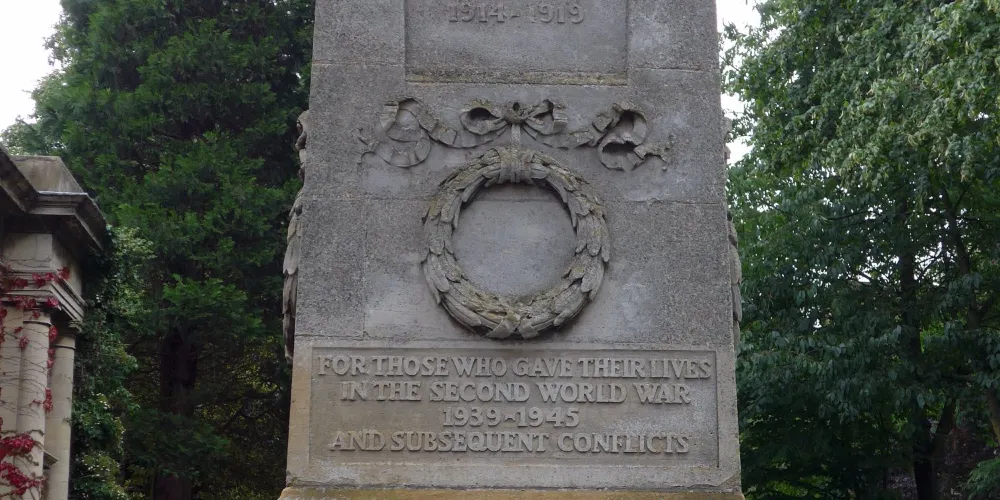 1914-1919
FOR THOSE WHO GAVE THEIR LIVES
IN THE SECOND WORLD WAR
1939-1945
AND SUBSEQUENT CONFLICTS